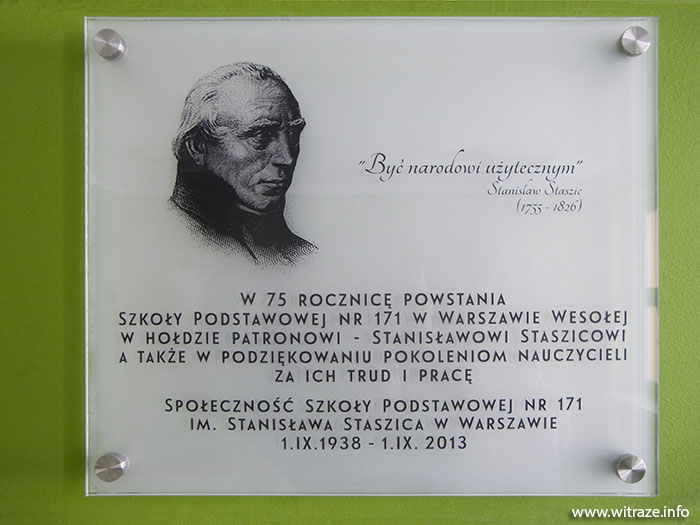 "Być narodowi użytecznym"
Stanisław Staszic
(1755 - 1826)
W 75 ROCZNICĘ POWSTANIA
SZKOŁY PODSTAWOWEJ NR 171 W WARSZAWIE WESOŁEJ
W HOŁDZIE PATRONOWI - STANISŁAWOWI STASZICOWI
A TAKŻE W PODZIĘKOWANIU POKOLENIOM NAUCZYCIELI
ZA ICH TRUD I PRACĘ
SPOŁECZNOŚĆ SZKOŁY PODSTAWOWEJ NR 171
IM. STANISŁAWA STASZICA W WARSZAWIE
1.IX.1938 - 1.IX. 2013
www.witraze.info